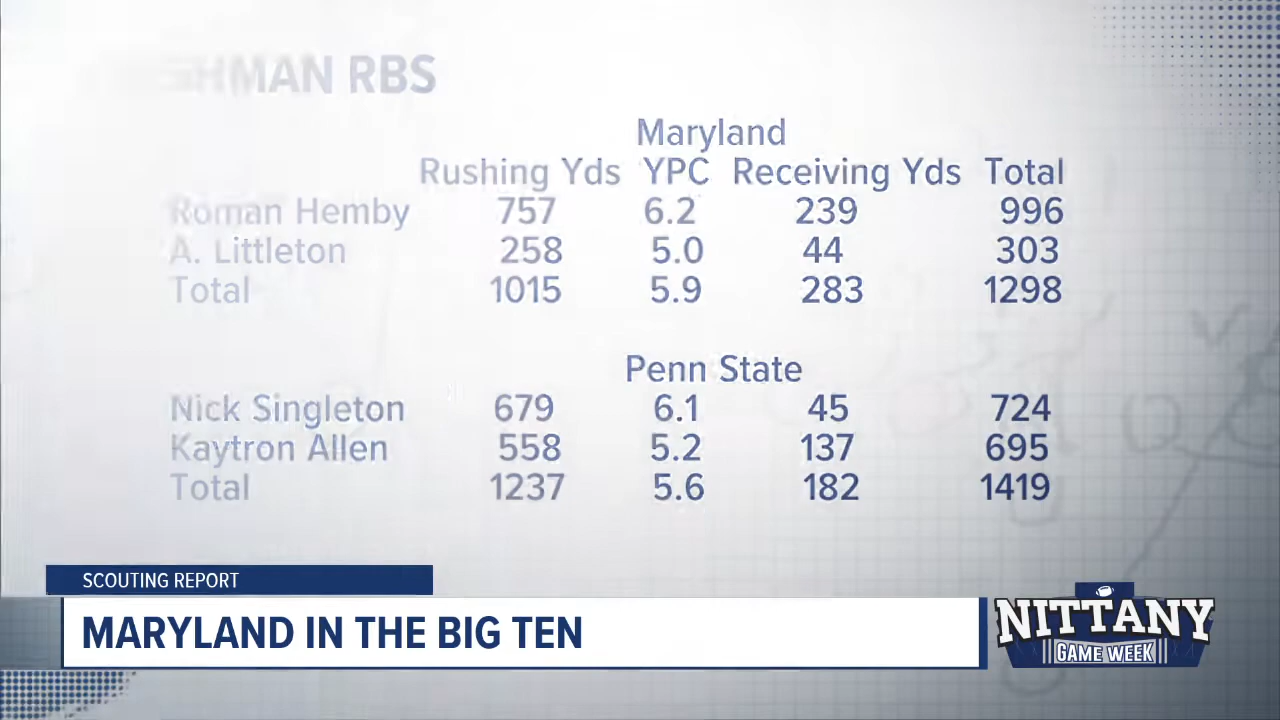 FRESHMAN RBS
Maryland
Rushing Yds YPC Receiving Yds Total
Roman Hemby 757 6.2 239 996
A. Littleton 258 5.0 44 303
Total 1015 5.9 283 1298
Penn State
Nick Singleton 679 6.1 45 724
Kaytron Allen 558 5.2 137 695
Total 1237 5.6 182 1419
SCOUTING REPORT
MARYLAND IN THE BIG TEN
NITTANY
GAME WEEK